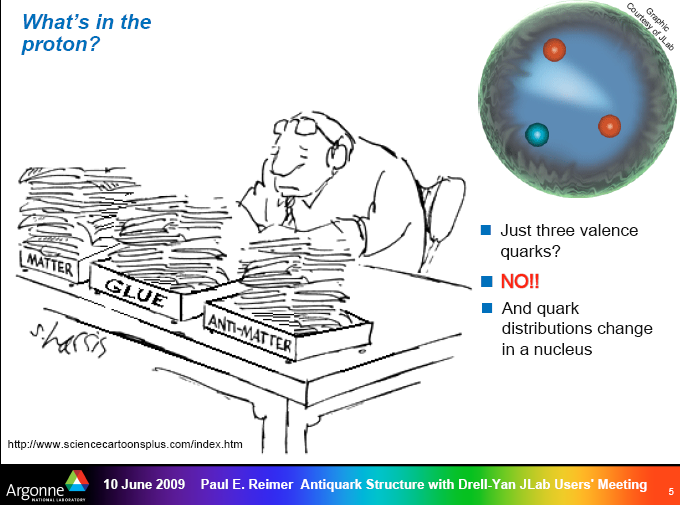 What's in the
proton?
Graphic
Courtesy of JLab
MATTER
GLUE
ANTI-MATTER
s.harris
Just three valence
quarks?
NO!!
And quark
distributions change
in a nucleus
http://www.sciencecartoonsplus.com/index.htm
Argonne
NATIONAL LABORATORY
10 June 2009 Paul E. Reimer Antiquark Structure with Drell-Yan JLab Users' Meeting
5